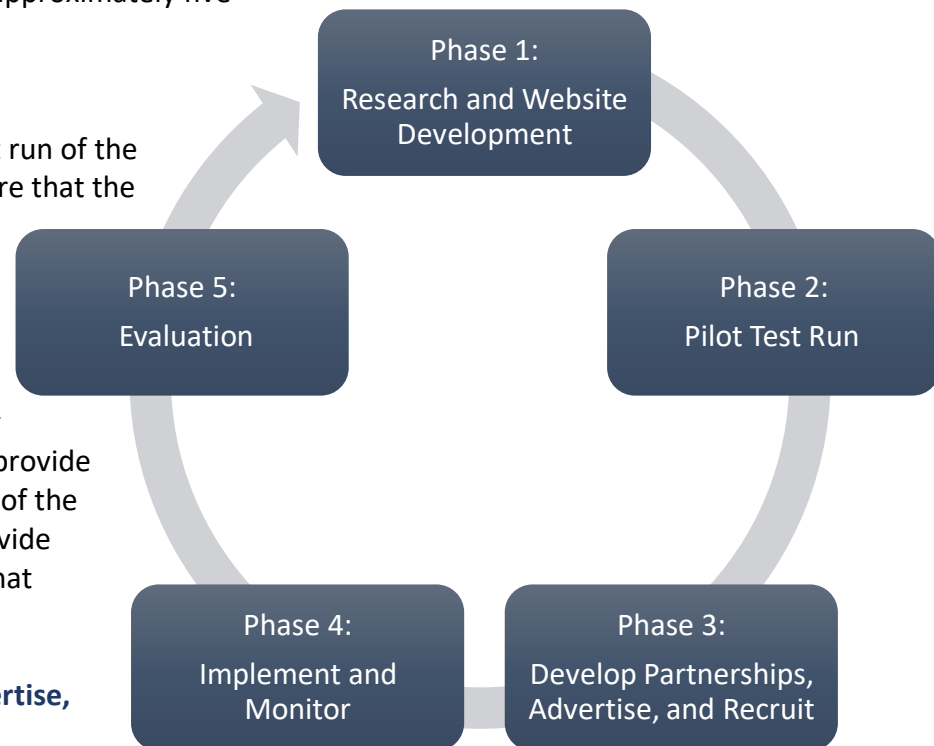 approximately five
run of the
re that the
provide
of the
vide
hat
ertise,
Phase 1:
Research and Website
Development
Phase 2:
Pilot Test Run
Phase 3:
Develop Partnerships,
Advertise, and Recruit
Phase 4:
Implement and
Monitor
Phase 5:
Evaluation